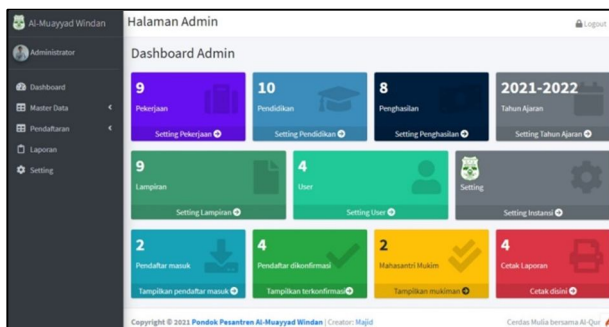 Al-Muayyad Windan
Halaman Admin
Logout
Administrator
Dashboard Admin
Dashboard
Master Data
Pendaftaran
Laporan
Setting
9
Pekerjaan
Setting Pekerjaan
10
Pendidikan
Setting Pendidikan
8
Penghasilan
Setting Penghasilan
2021-2022
Tahun Ajaran
Setting Tahun Ajaran
9
Lampiran
Setting Lampiran
4
User
Setting User
Setting
Setting Instansi
2
Pendaftar masuk
Tampilkan pendaftar masuk
4
Pendaftar dikonfirmasi
Tampilkan terkonfirmasi
2
Mahasantri Mukim
Tampilkan mukiman
4
Cetak Laporan
Cetak disini
Copyright © 2021 Pondok Pesantren Al-Muayyad Windan | Creator: Majid
Cerdas Mulia bersama Al-Qur